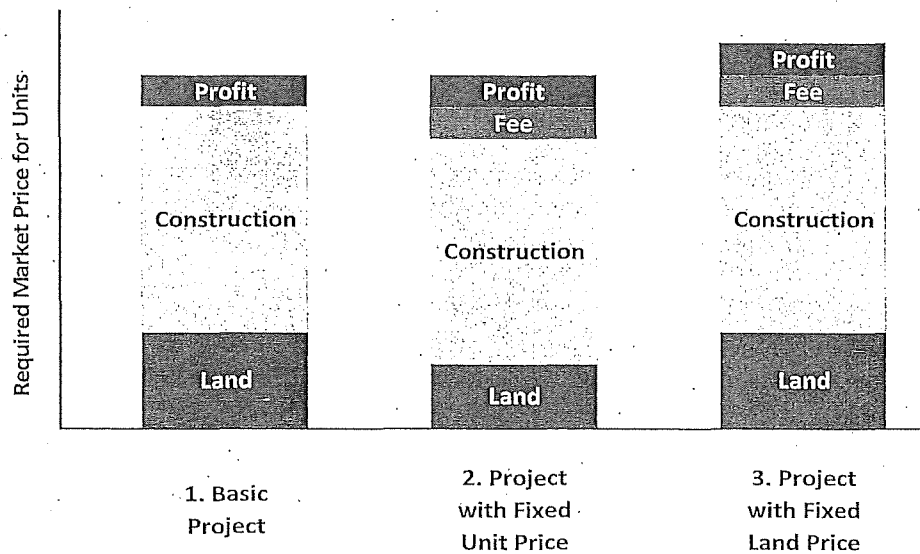 Required Market Price for Units
Profit
Construction
Land
Profit
Fee
Construction
Land
Profit
Fee
Construction
Land
1. Basic
Project
2. Project
with Fixed
Unit Price
3. Project
with Fixed
Land Price